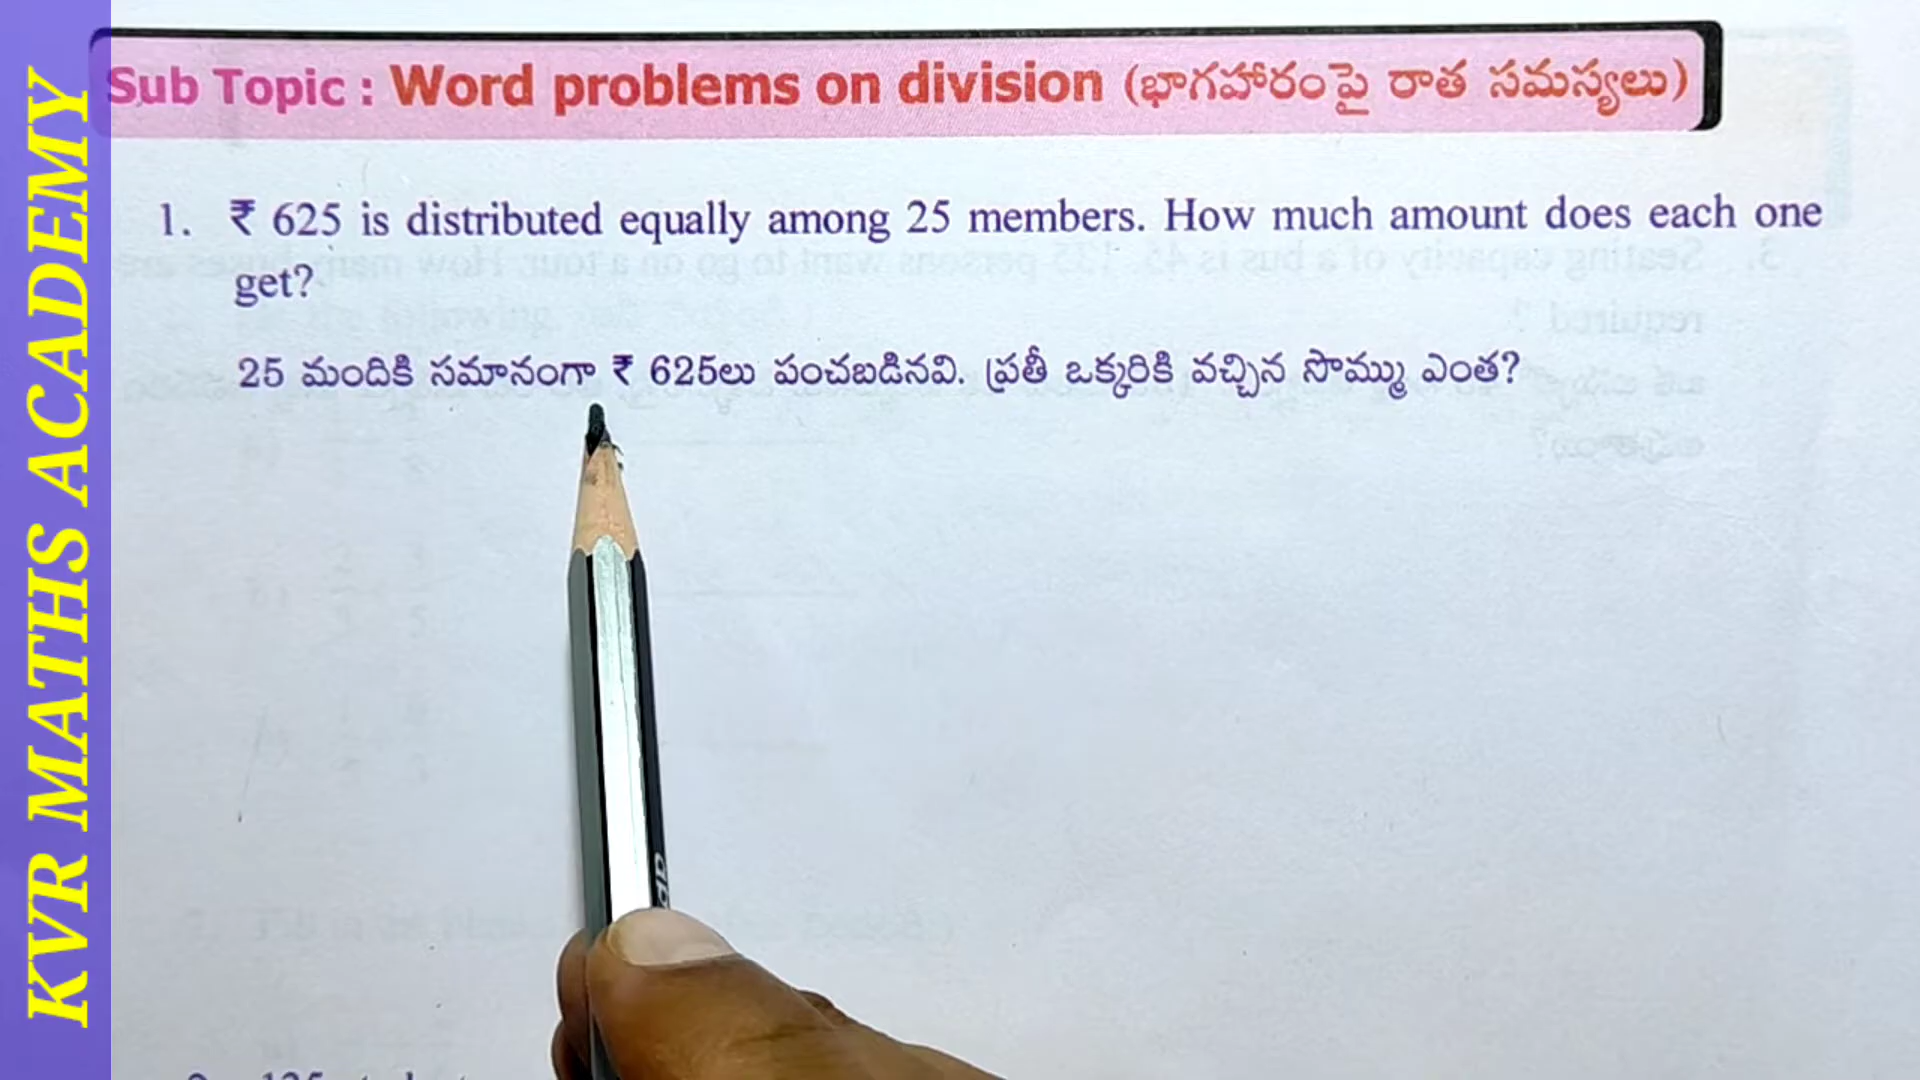 KVR MATHS ACADEMY
Sub Topic : Word problems on division (భాగహారంపై రాత సమస్యలు)
1. ₹ 625 is distributed equally among 25 members. How much amount does each one
get?
25 మందికి సమానంగా ₹ 625లు పంచబడినవి. ప్రతీ ఒక్కరికి వచ్చిన సొమ్ము ఎంత?